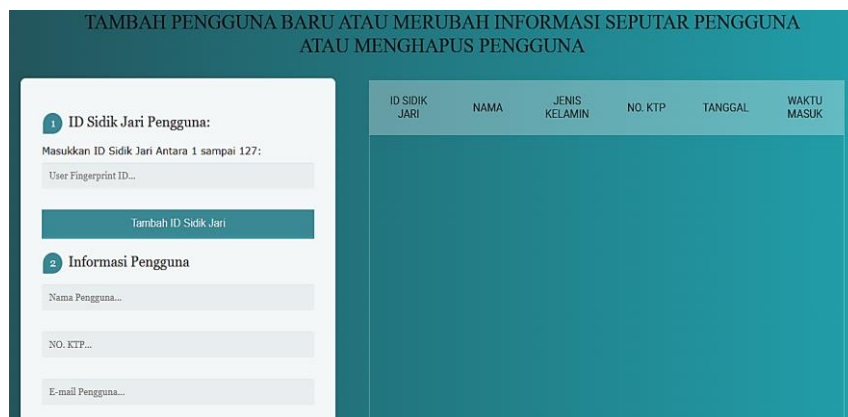 TAMBAH PENGGUNA BARU ATAU MERUBAH INFORMASI SEPUTAR PENGGUNA
ATAU MENGHAPUS PENGGUNA
1 ID Sidik Jari Pengguna:
Masukkan ID Sidik Jari Antara 1 sampai 127:
User Fingerprint ID...
Tambah ID Sidik Jari
2 Informasi Pengguna
Nama Pengguna...
NO. KTP...
E-mail Pengguna...
ID SIDIK JARI NAMA JENIS KELAMIN NO. KTP TANGGAL WAKTU MASUK